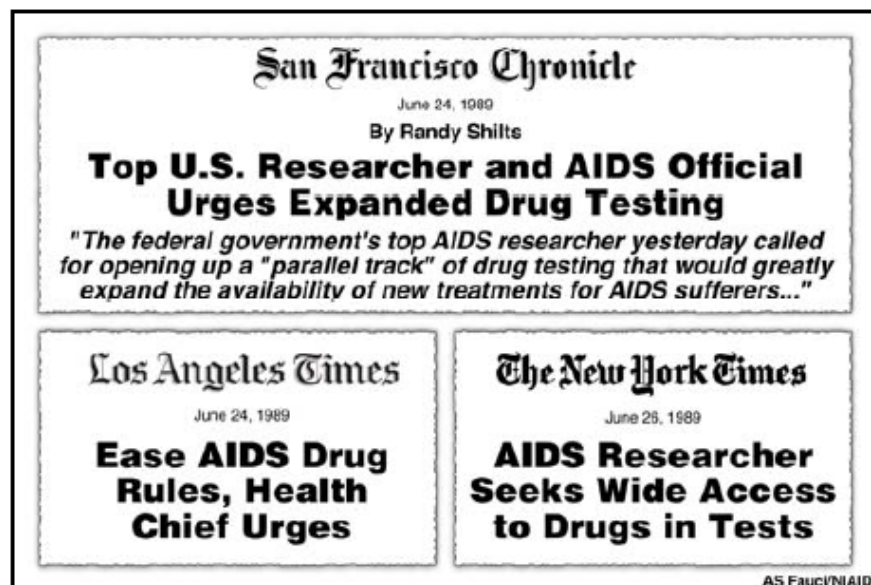 San Francisco Chronicle
June 24, 1989
By Randy Shilts
Top U.S. Researcher and AIDS Official
Urges Expanded Drug Testing
"The federal government's top AIDS researcher yesterday called
for opening up a "parallel track" of drug testing that would greatly
expand the availability of new treatments for AIDS sufferers..."
Los Angeles Times
June 24, 1989
Ease AIDS Drug
Rules, Health
Chief Urges
The New York Times
June 26, 1989
AIDS Researcher
Seeks Wide Access
to Drugs in Tests
AS Fauci/NIAID